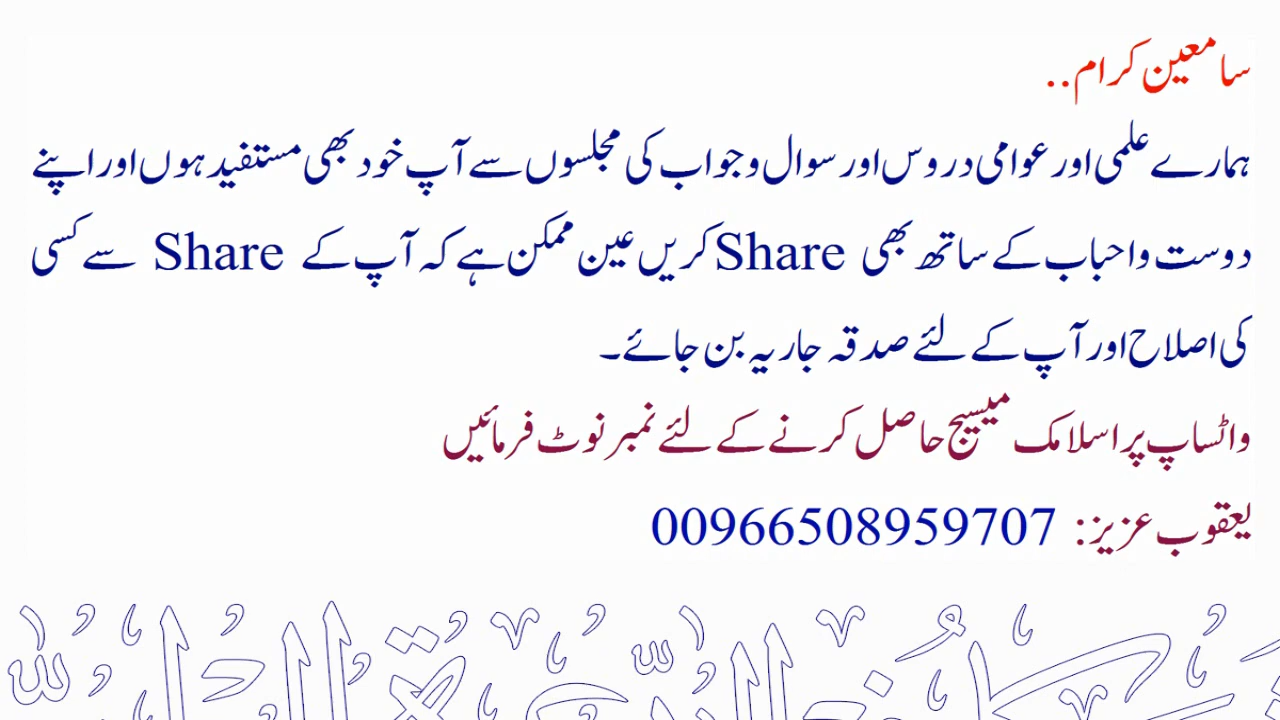 سامعین کرام..
ہمارے علمی اور عوامی دروس اور سوال وجواب کی مجلسوں سے آپ خود بھی مستفید ہوں اور اپنے
دوست واحباب کے ساتھ بھی Share کریں عین ممکن ہے کہ آپ کے Share سے کسی
کی اصلاح اور آپ کے لئے صدقہ جاریہ بن جائے۔
واٹساپ پر اسلامک میسیج حاصل کرنے کے لئے نمبر نوٹ فرمائیں
یعقوب عزیز: 00966508959707